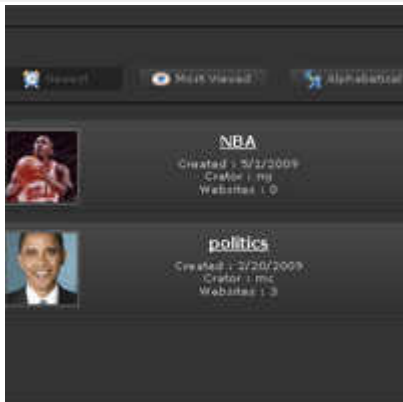 Newest
Most Viewed
Alphabetical
NBA
Created : 5/1/2009
Crator : mj
Websites : 0
politics
Created : 2/20/2009
Crator : mc
Websites : 3